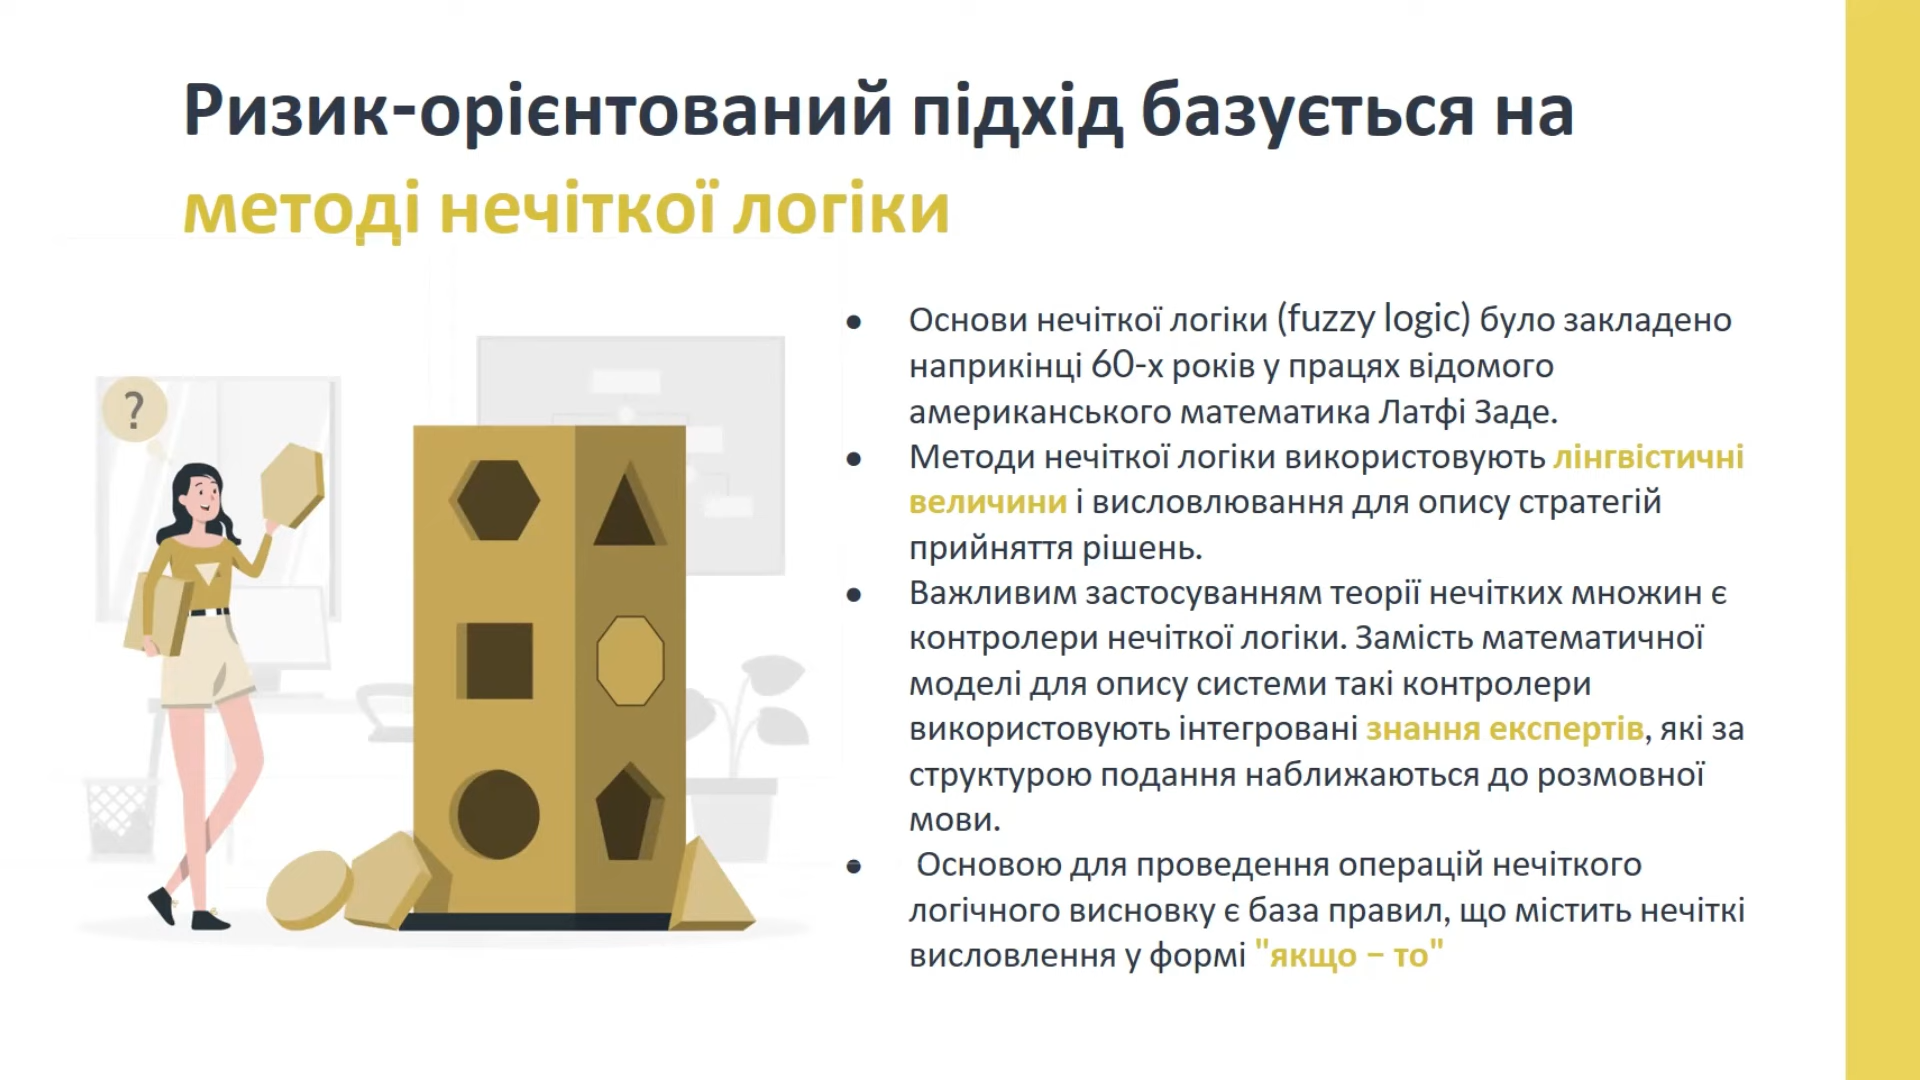 Ризик-орієнтований підхід базується на
методі нечіткої логіки
?
● Основи нечіткої логіки (fuzzy logic) було закладено
наприкінці 60-х років у працях відомого
американського математика Латфі Заде.
● Методи нечіткої логіки використовують лінгвістичні
величини і висловлювання для опису стратегій
прийняття рішень.
● Важливим застосуванням теорії нечітких множин є
контролери нечіткої логіки. Замість математичної
моделі для опису системи такі контролери
використовують інтегровані знання експертів, які за
структурою подання наближаються до розмовної
мови.
● Основою для проведення операцій нечіткого
логічного висновку є база правил, що містить нечіткі
висловлення у формі "якщо – то"